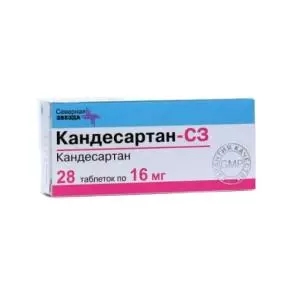 Северная
ЗВЕЗДА
Кандесартан-СЗ
Кандесартан
28 таблеток по 16 мг
GMP